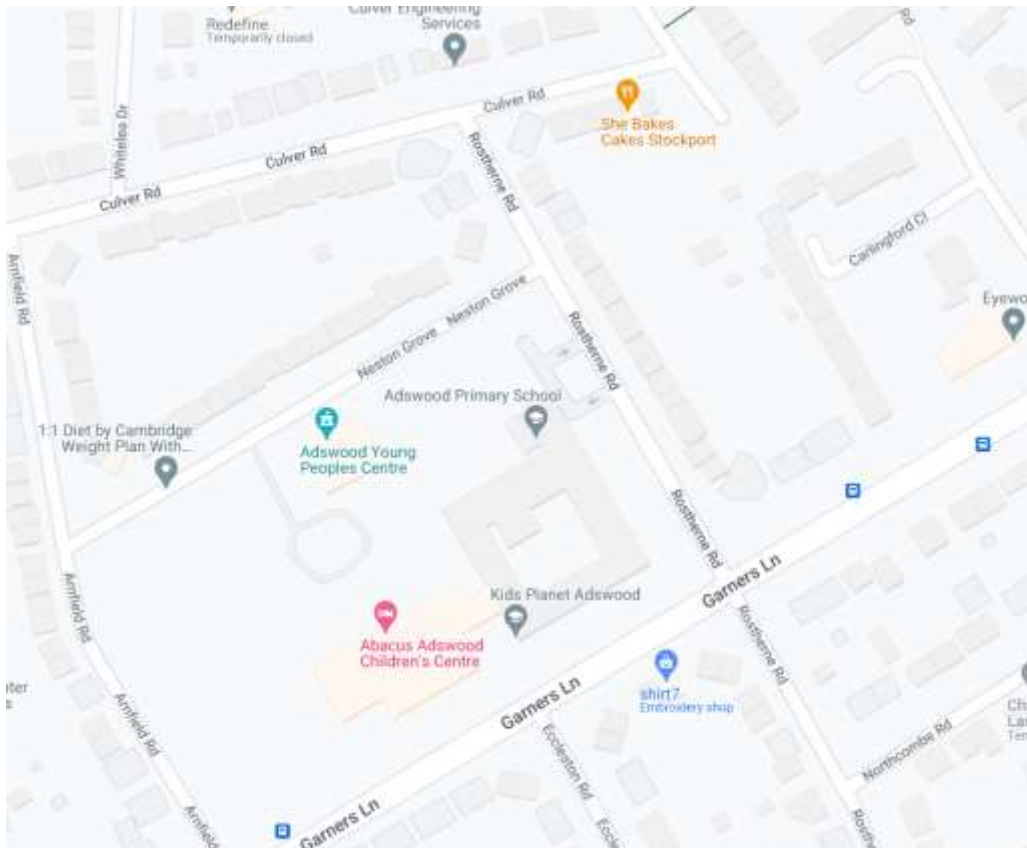 Culver Engineering
Services
Redefine
Temporarily closed
Rd
Whitelea Dr
Culver Rd
Culver Rd
Culver Rd
She Bakes
Cakes Stockport
Rostherne Rd
Carlingford Cl
Arnfield Rd
Neston Grove
Neston Grove
Rostherne Rd
Adswood Primary School
1:1 Diet by Cambridge
Weight Plan With...
Adswood Young
Peoples Centre
Rostherne Rd
Garners Ln
Arnfield Rd
Kids Planet Adswood
Abacus Adswood
Children's Centre
Rostherne Rd
shirt7
Embroidery shop
Garners Ln
Arnfield Rd
Eccleston Rd
Northcombe Rd
Garners Ln